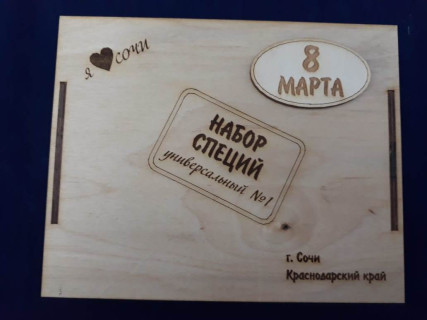 я ❤ сочи
8
МАРТА
НАБОР
СПЕЦИЙ
универсальный №1
г. Сочи
Краснодарский край